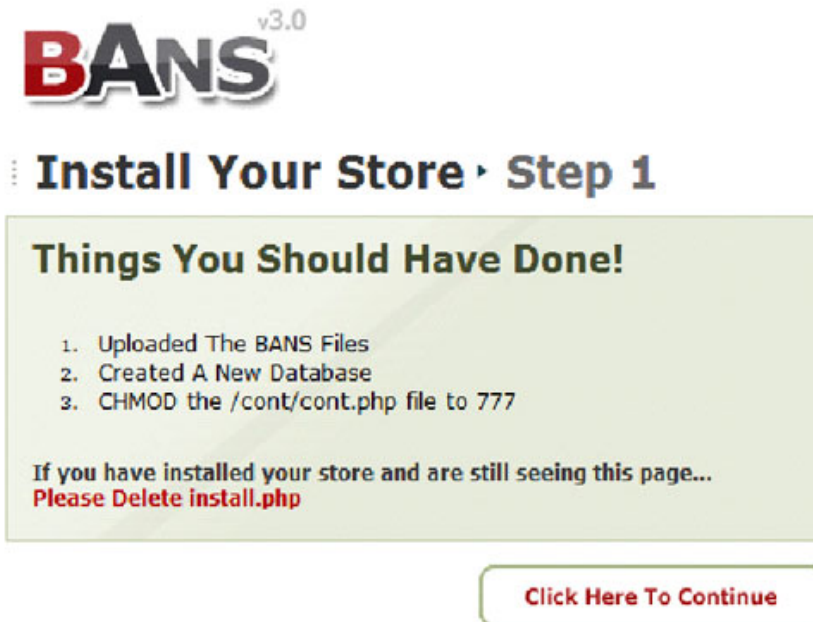 BANS v3.0
Install Your Store ‣ Step 1
Things You Should Have Done!
1. Uploaded The BANS Files
2. Created A New Database
3. CHMOD the /cont/cont.php file to 777
If you have installed your store and are still seeing this page...
Please Delete install.php
Click Here To Continue